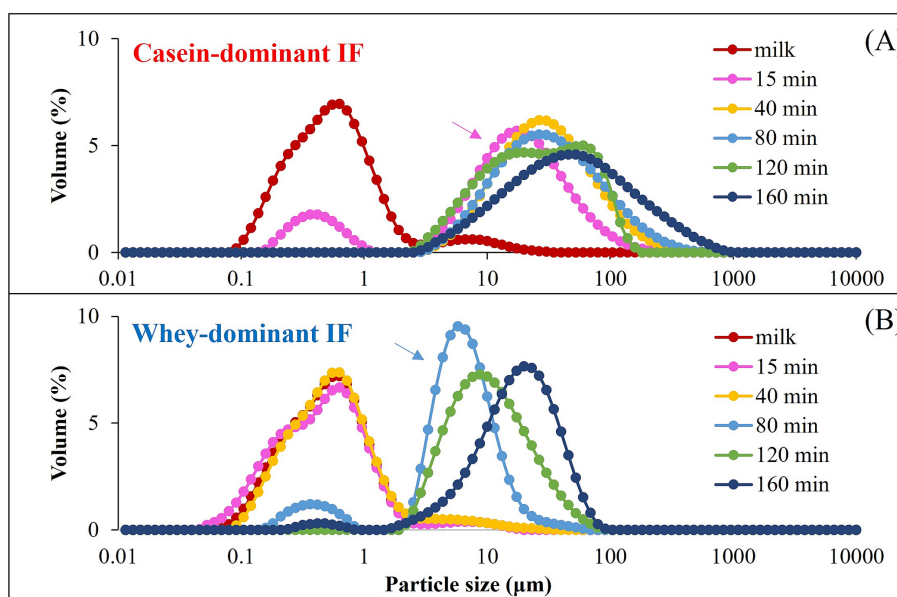 (A)
Casein-dominant IF
Volume (%)
10
5
0
milk
15 min
40 min
80 min
120 min
160 min
0.01 0.1 1 10 100 1000 10000
(B)
Whey-dominant IF
Volume (%)
10
5
0
milk
15 min
40 min
80 min
120 min
160 min
0.01 0.1 1 10 100 1000 10000
Particle size (μm)